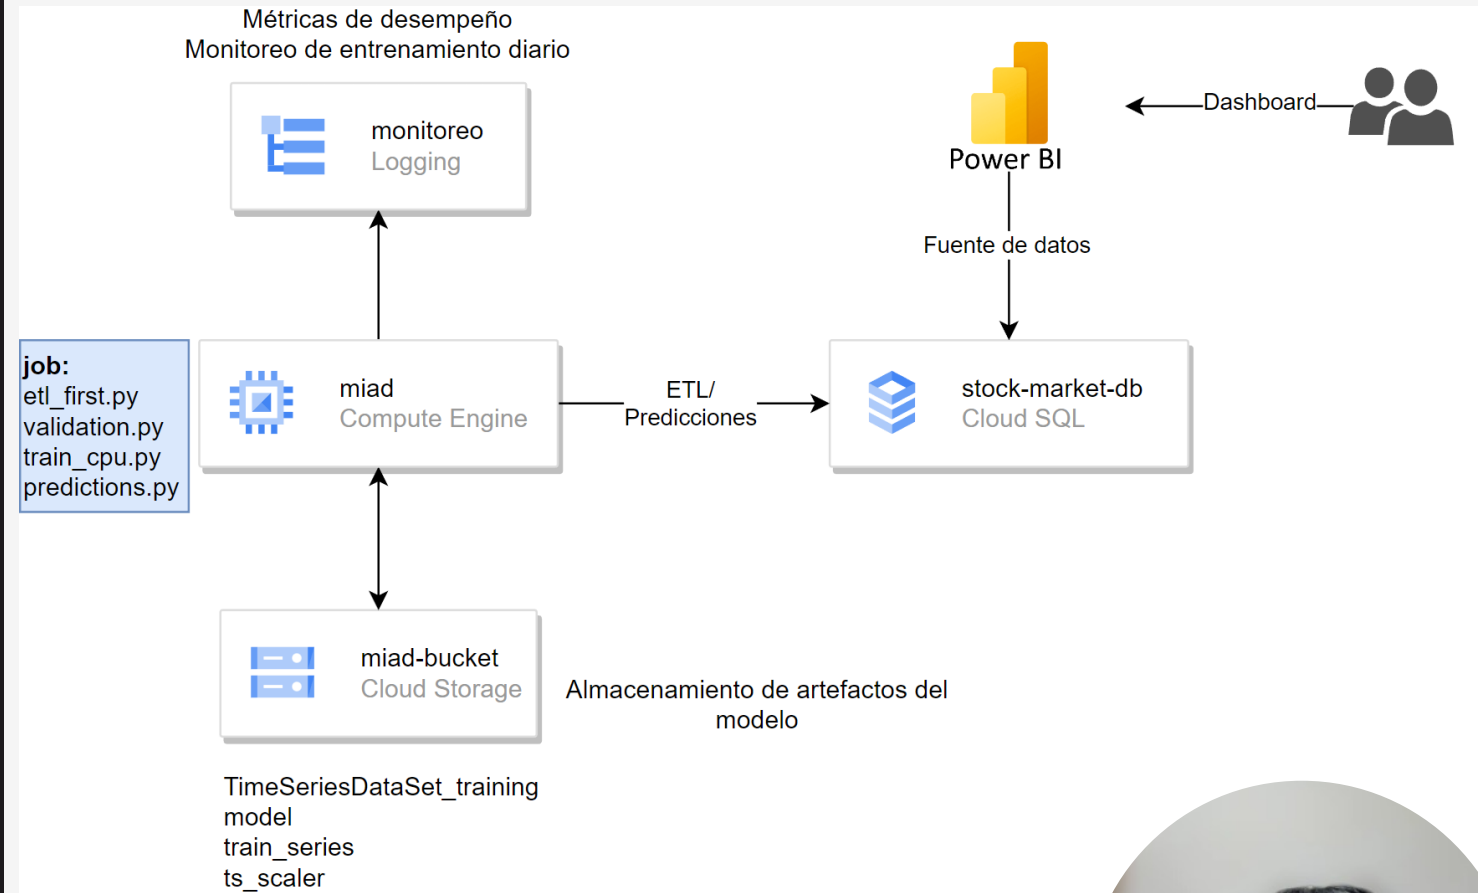 Métricas de desempeño
Monitoreo de entrenamiento diario
monitoreo
Logging
Power BI
Dashboard
Fuente de datos
job:
etl_first.py
validation.py
train_cpu.py
predictions.py
miad
Compute Engine
ETL/
Predicciones
stock-market-db
Cloud SQL
miad-bucket
Cloud Storage
Almacenamiento de artefactos del
modelo
TimeSeriesDataSet_training
model
train_series
ts_scaler